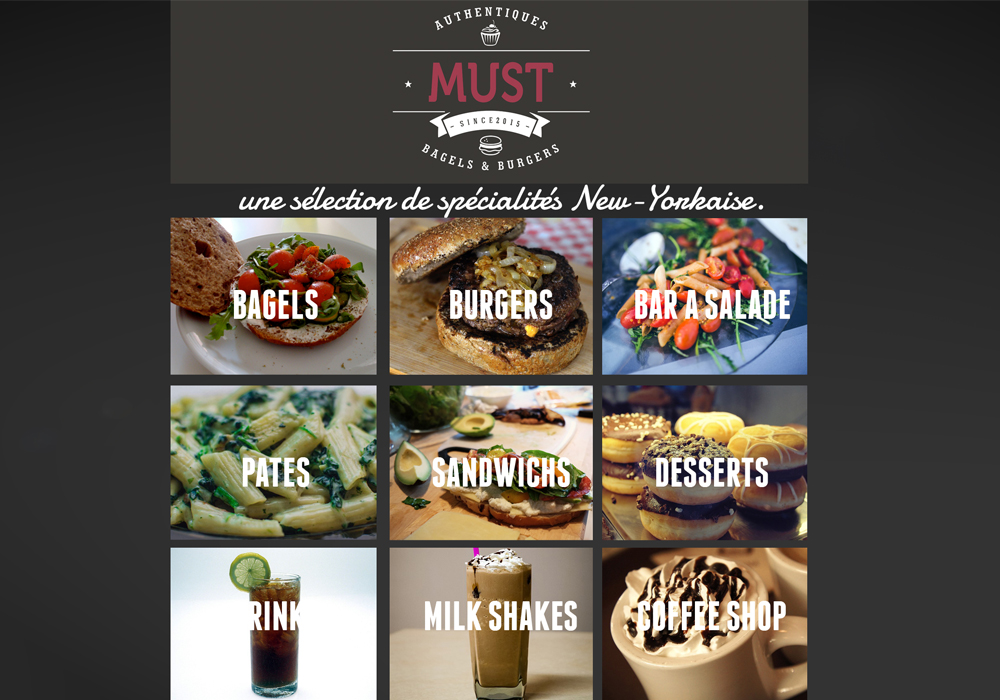 AUTHENTIQUES
MUST
- SINCE 2015 -
BAGELS & BURGERS
une sélection de spécialités New-Yorkaise.
BAGELS
BURGERS
BAR A SALADE
PATES
SANDWICHS
DESSERTS
RINK
MILK SHAKES
COFFEE SHOP